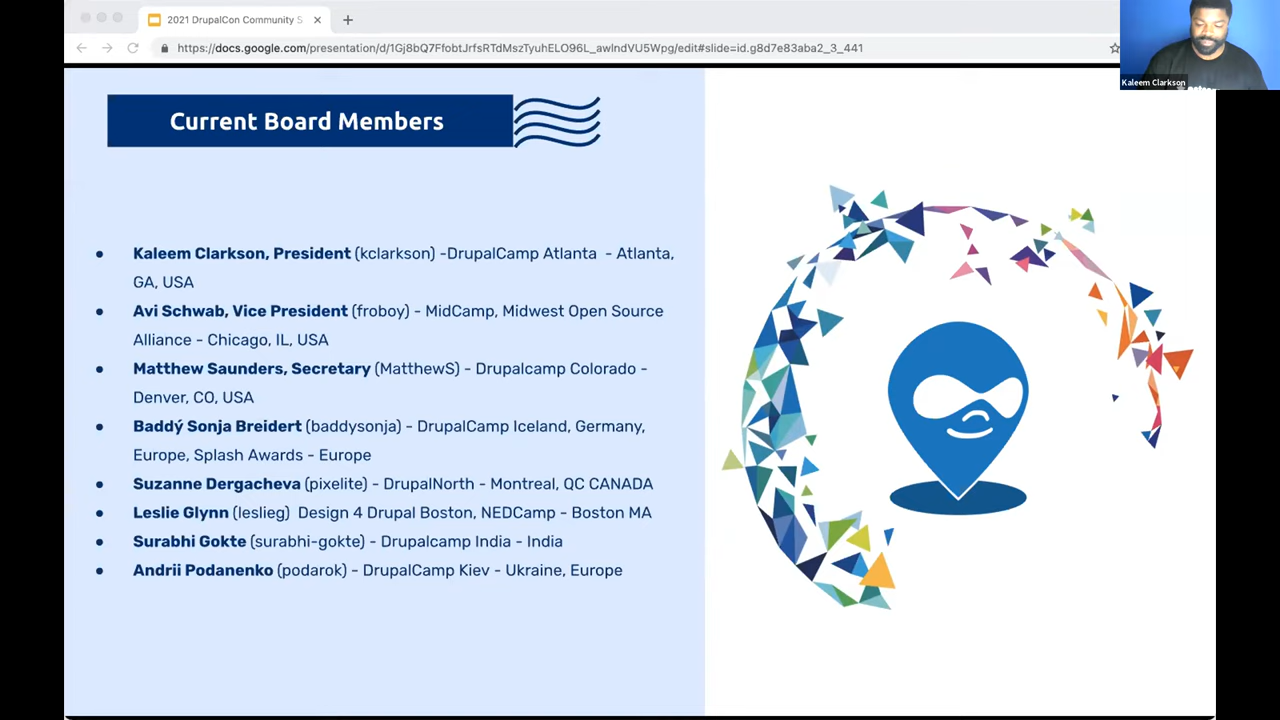 2021 DrupalCon Community S
https://docs.google.com/presentation/d/1Gj8bQ7FfobtJrfsRTdMszTyuhELO96L_awlndVU5Wpg/edit#slide=id.g8d7e83aba2_3_441
Kaleem Clarkson
Current Board Members
Kaleem Clarkson, President (kclarkson) -DrupalCamp Atlanta - Atlanta,
GA, USA
Avi Schwab, Vice President (froboy) - MidCamp, Midwest Open Source
Alliance - Chicago, IL, USA
Matthew Saunders, Secretary (MatthewS) - Drupalcamp Colorado -
Denver, CO, USA
Baddý Sonja Breidert (baddysonja) - DrupalCamp Iceland, Germany,
Europe, Splash Awards - Europe
Suzanne Dergacheva (pixelite) - DrupalNorth - Montreal, QC CANADA
Leslie Glynn (leslieg) Design 4 Drupal Boston, NEDCamp - Boston MA
Surabhi Gokte (surabhi-gokte) - Drupalcamp India - India
Andrii Podanenko (podarok) - DrupalCamp Kiev - Ukraine, Europe